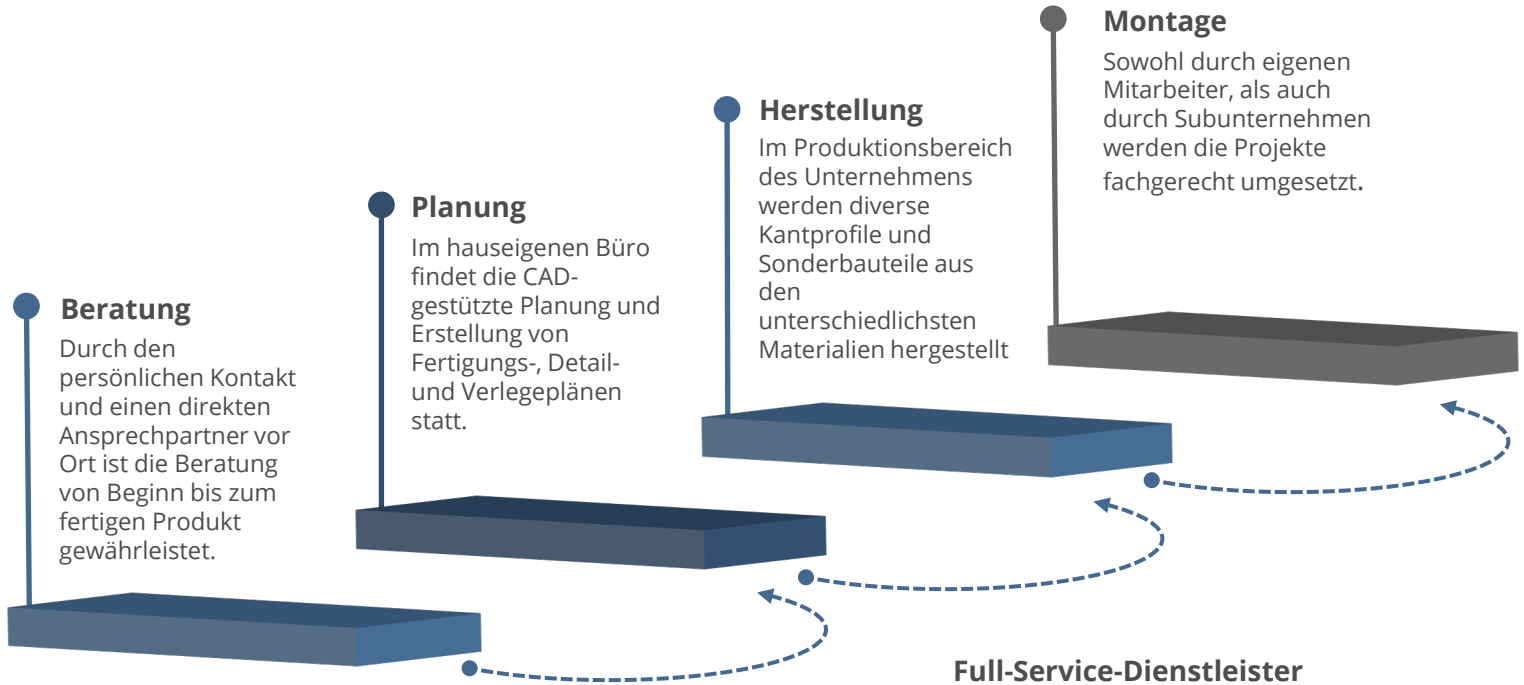 Beratung
Durch den
persönlichen Kontakt
und einen direkten
Ansprechpartner vor
Ort ist die Beratung
von Beginn bis zum
fertigen Produkt
gewährleistet.
Planung
Im hauseigenen Büro
findet die CAD-
gestützte Planung und
Erstellung von
Fertigungs-, Detail-
und Verlegeplänen
statt.
Herstellung
Im Produktionsbereich
des Unternehmens
werden diverse
Kantprofile und
Sonderbauteile aus
den
unterschiedlichsten
Materialien hergestellt
Montage
Sowohl durch eigenen
Mitarbeiter, als auch
durch Subunternehmen
werden die Projekte
fachgerecht umgesetzt.
Full-Service-Dienstleister